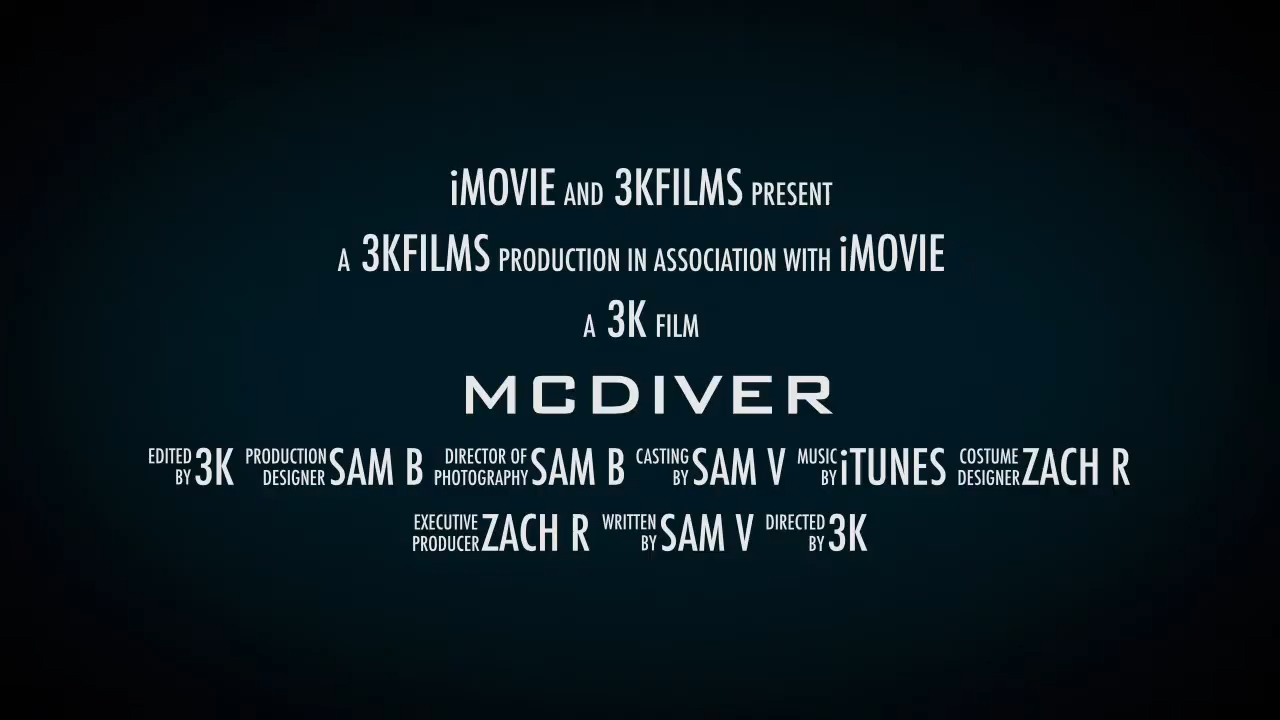 iMOVIE AND 3KFILMS PRESENT
A 3KFILMS PRODUCTION IN ASSOCIATION WITH iMOVIE
A 3K FILM
MCDIVER
EDITED BY 3K PRODUCTION DESIGNER SAM B DIRECTOR OF PHOTOGRAPHY SAM B CASTING BY SAM V MUSIC BY iTUNES COSTUME DESIGNER ZACH R
EXECUTIVE PRODUCER ZACH R WRITTEN BY SAM V DIRECTED BY 3K